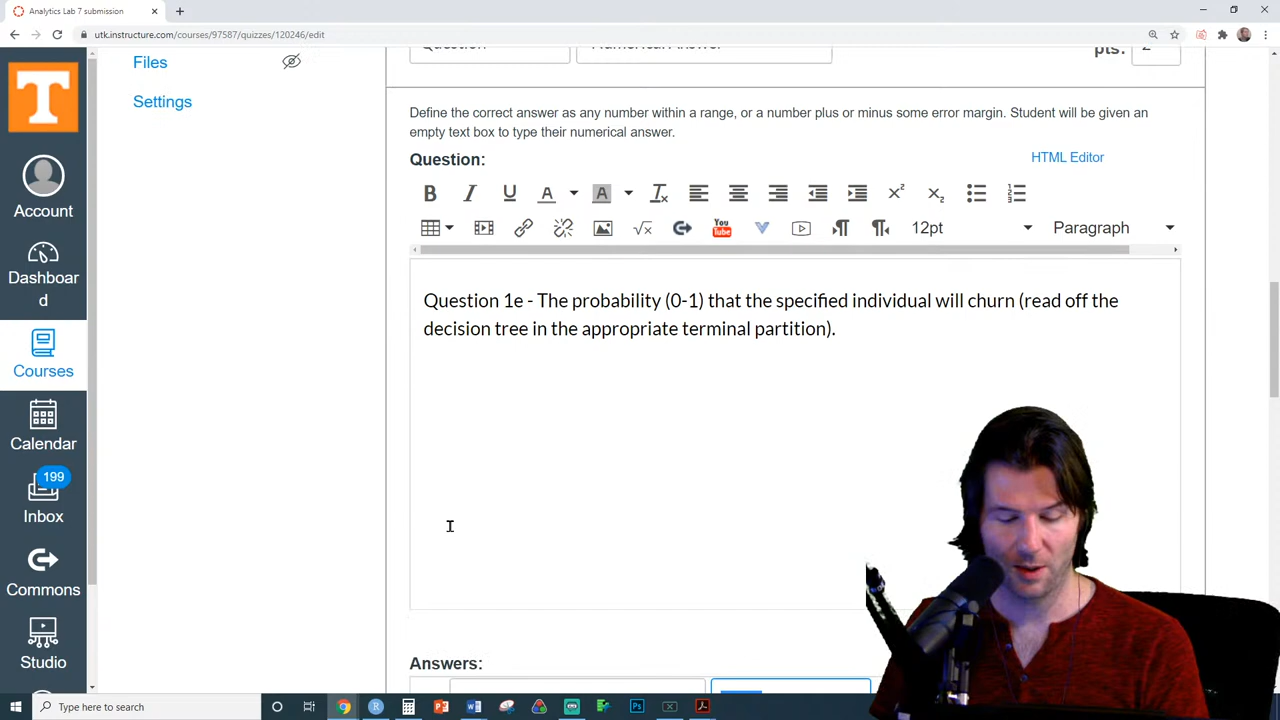 Analytics Lab 7 submission
utk.instructure.com/courses/97587/quizzes/120246/edit
T
Account
Dashboar
d
Courses
Calendar
199
Inbox
Commons
Studio
Files
Settings
Question
Numerical Answer
pts:
Define the correct answer as any number within a range, or a number plus or minus some error margin. Student will be given an
empty text box to type their numerical answer.
Question:
HTML Editor
12pt
Paragraph
Question 1e - The probability (0-1) that the specified individual will churn (read off the
decision tree in the appropriate terminal partition).
Answers:
Type here to search